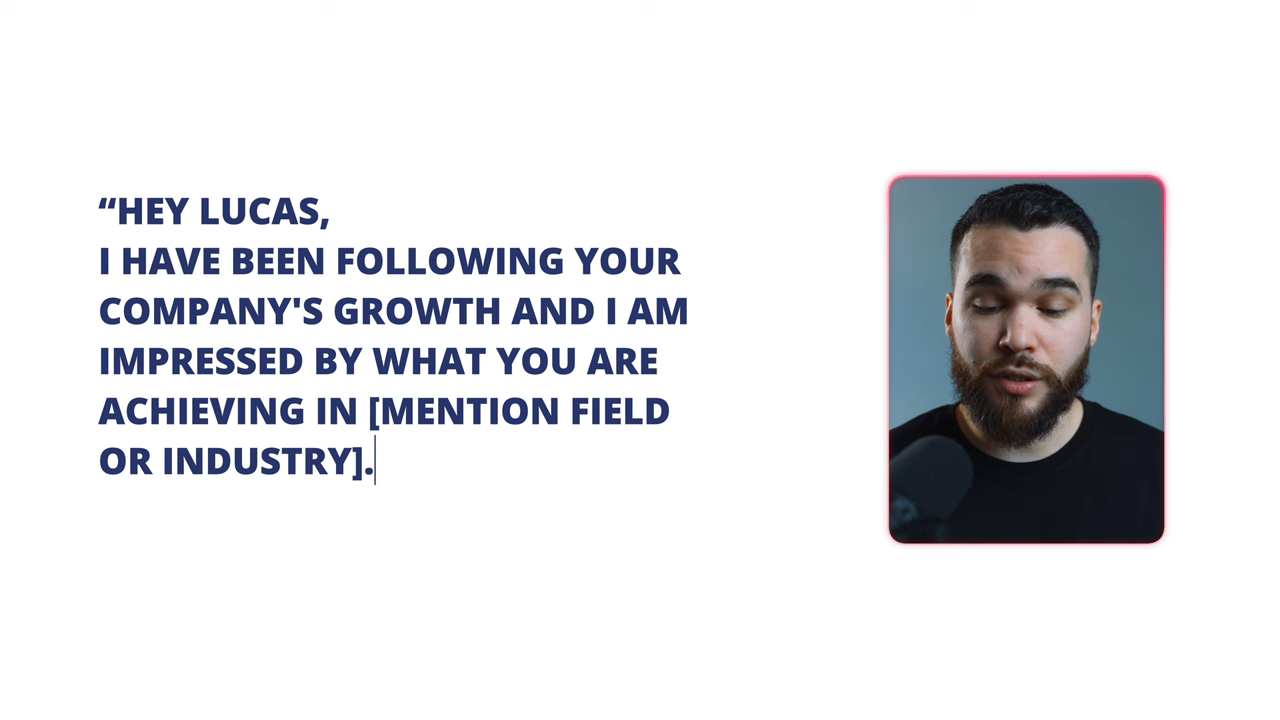 “HEY LUCAS,
I HAVE BEEN FOLLOWING YOUR
COMPANY'S GROWTH AND I AM
IMPRESSED BY WHAT YOU ARE
ACHIEVING IN [MENTION FIELD
OR INDUSTRY].